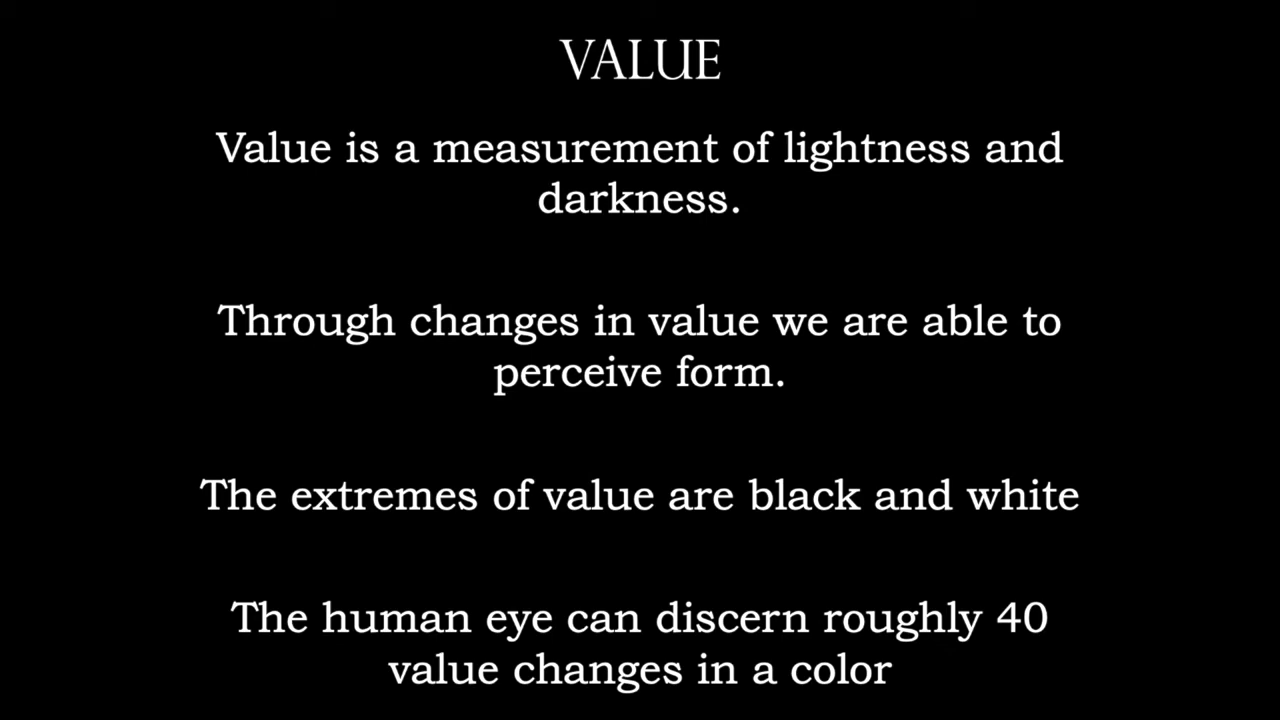 VALUE
Value is a measurement of lightness and
darkness.
Through changes in value we are able to
perceive form.
The extremes of value are black and white
The human eye can discern roughly 40
value changes in a color